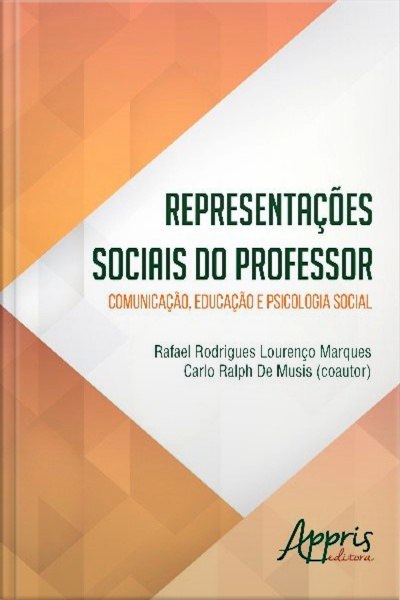 REPRESENTAÇÕES
SOCIAIS DO PROFESSOR
COMUNICAÇÃO, EDUCAÇÃO E PSICOLOGIA SOCIAL
Rafael Rodrigues Lourenço Marques
Carlo Ralph De Musis (coautor)
Appris
editora